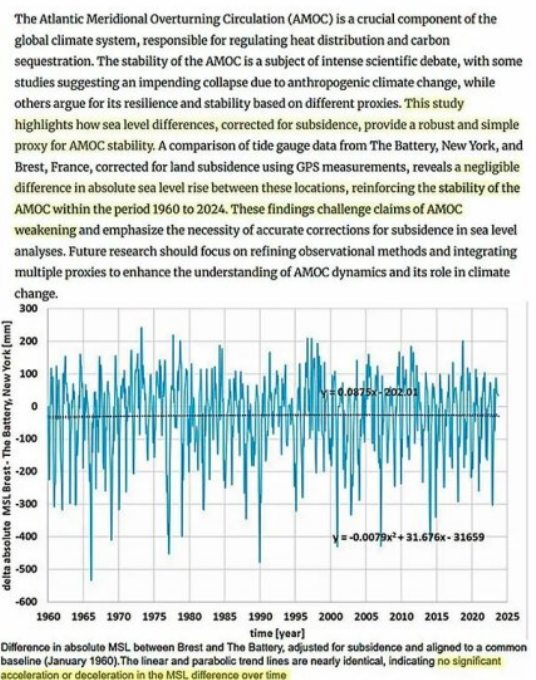 The Atlantic Meridional Overturning Circulation (AMOC) is a crucial component of the
global climate system, responsible for regulating heat distribution and carbon
sequestration. The stability of the AMOC is a subject of intense scientific debate, with some
studies suggesting an impending collapse due to anthropogenic climate change, while
others argue for its resilience and stability based on different proxies. This study
highlights how sea level differences, corrected for subsidence, provide a robust and simple
proxy for AMOC stability. A comparison of tide gauge data from The Battery, New York, and
Brest, France, corrected for land subsidence using GPS measurements, reveals a negligible
difference in absolute sea level rise between these locations, reinforcing the stability of the
AMOC within the period 1960 to 2024. These findings challenge claims of AMOC
weakening and emphasize the necessity of accurate corrections for subsidence in sea level
analyses. Future research should focus on refining observational methods and integrating
multiple proxies to enhance the understanding of AMOC dynamics and its role in climate
change.
delta absolute MSL Brest - The Battery, New York [mm]
300
200
100
0
-100
-200
-300
-400
-500
-600
y = 0.0875x - 202.01
y = -0.0079x² + 31.676x - 31659
1960 1965 1970 1975 1980 1985 1990 1995 2000 2005 2010 2015 2020 2025
time [year]
Difference in absolute MSL between Brest and The Battery, adjusted for subsidence and aligned to a common
baseline (January 1960).The linear and parabolic trend lines are nearly identical, indicating no significant
acceleration or deceleration in the MSL difference over time